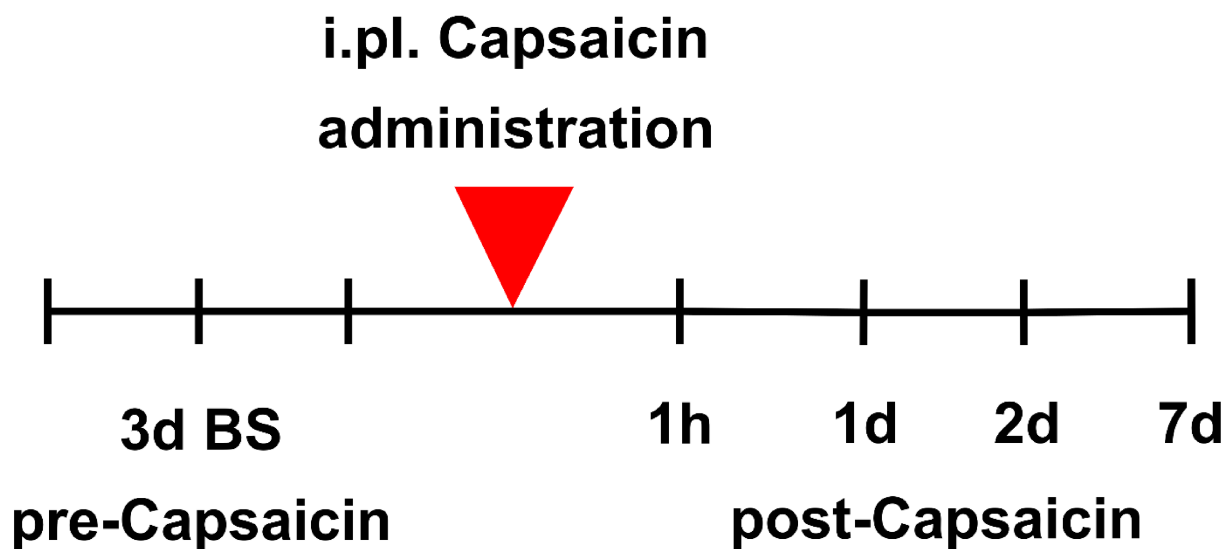 i.pl. Capsaicin
administration
3d BS
1h 1d 2d 7d
pre-Capsaicin
post-Capsaicin